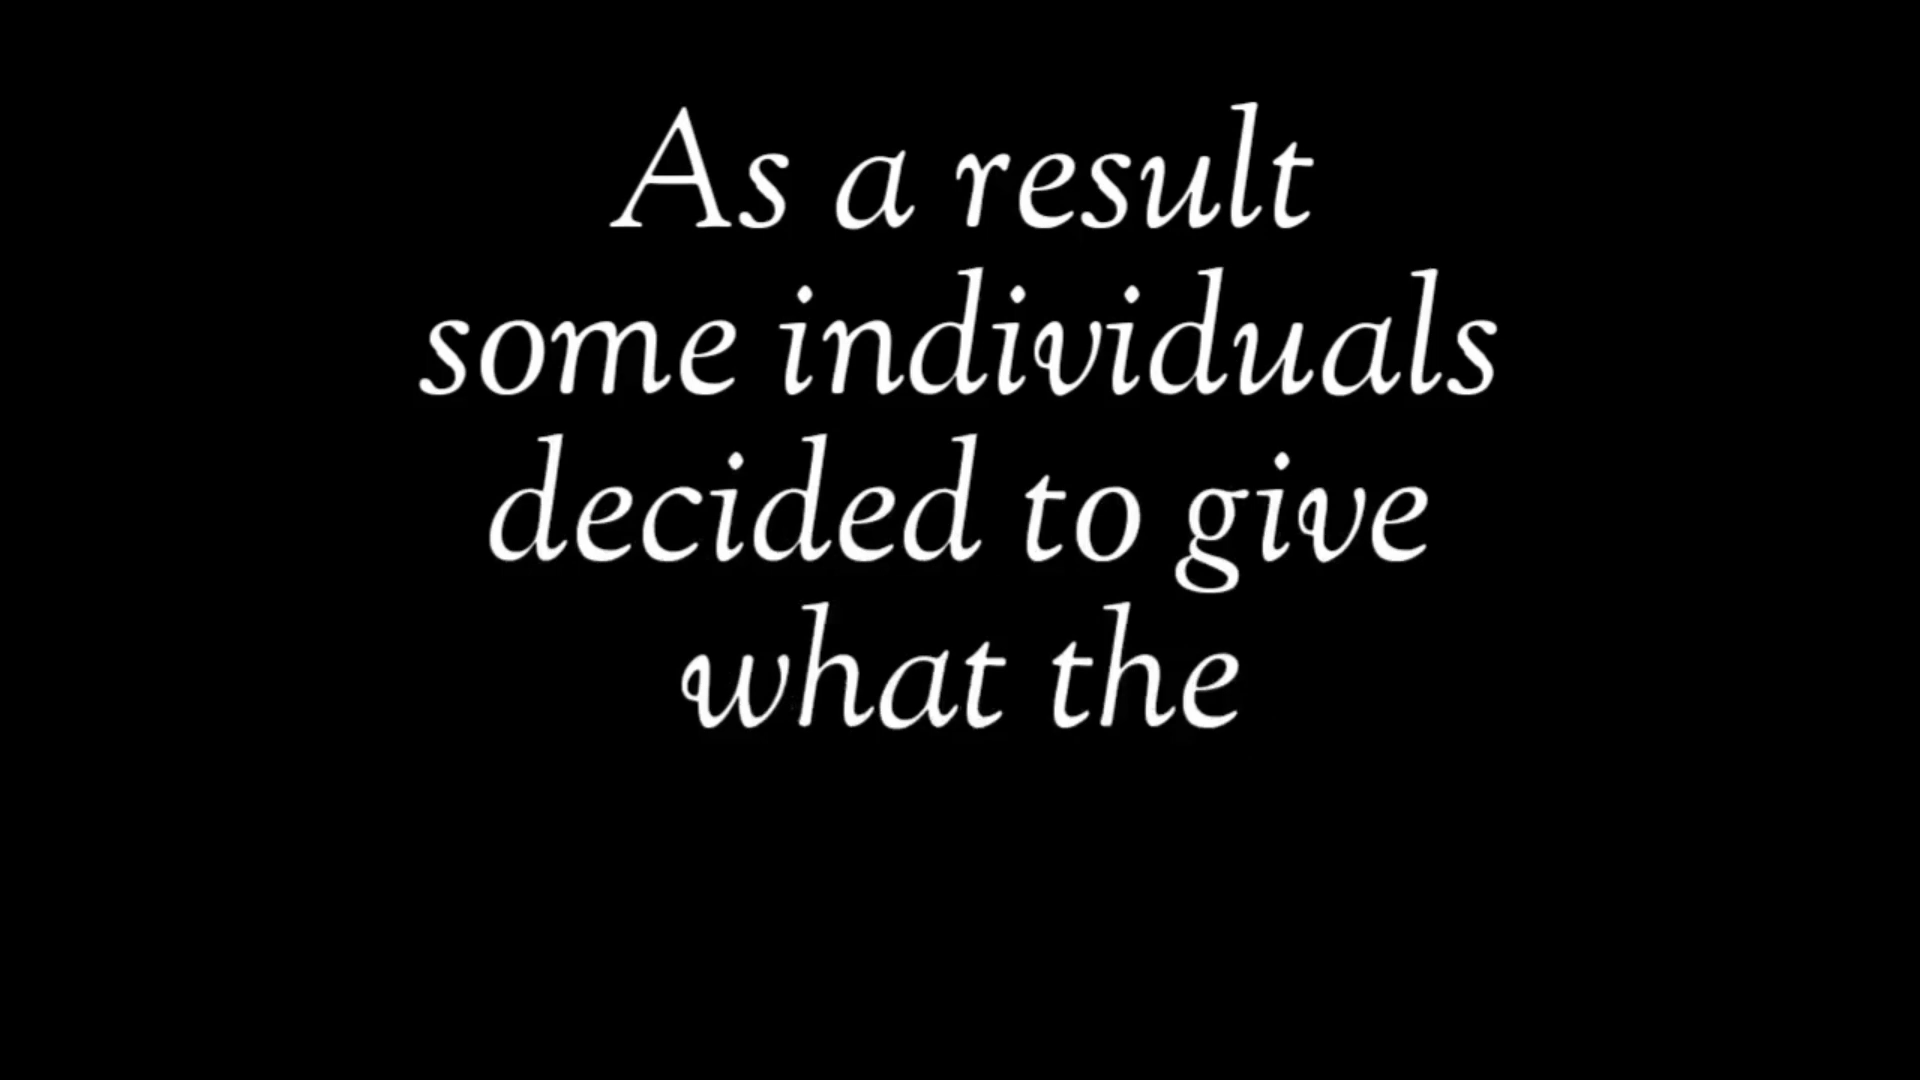 As a result
some individuals
decided to give
what the